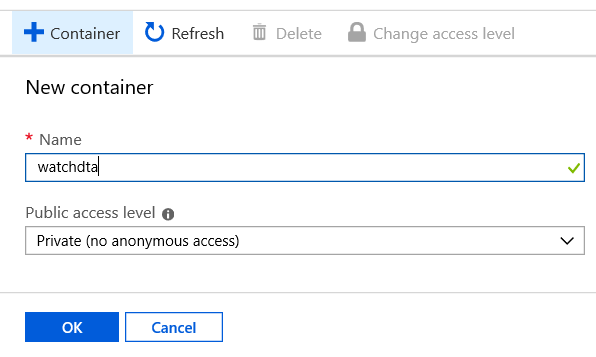 Container Refresh Delete Change access level
New container
* Name
watchdta
Public access level
Private (no anonymous access)
OK Cancel